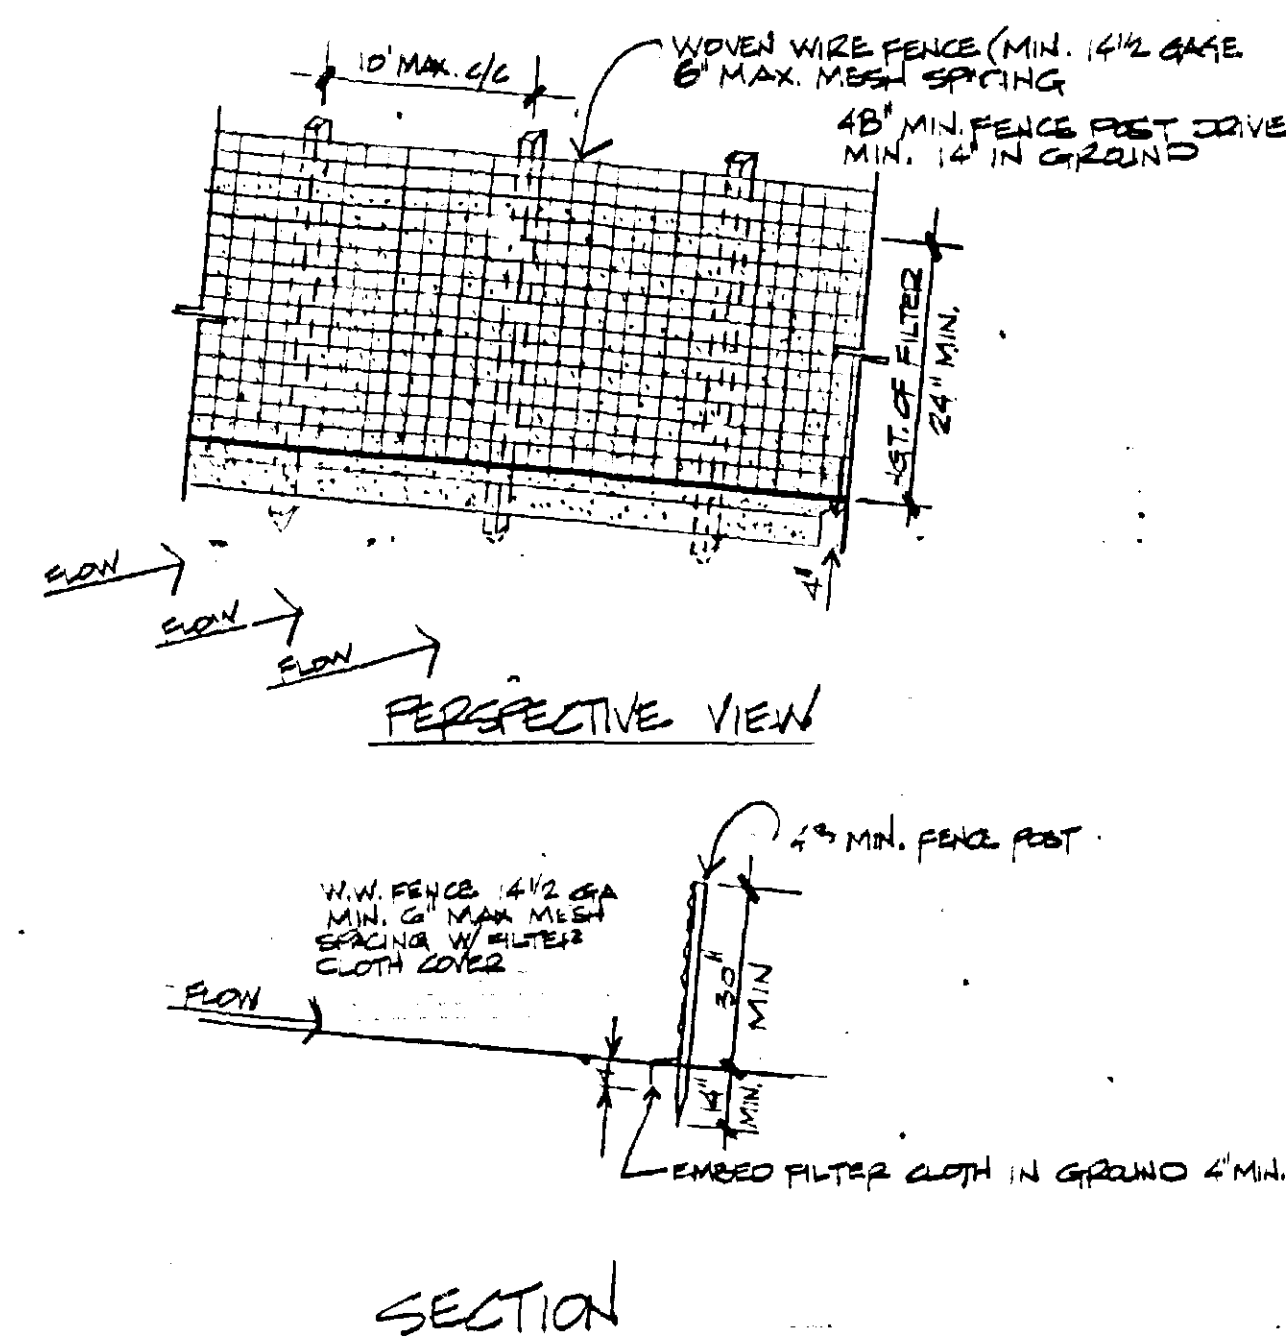 10' MAX. C/C
WOVEN WIRE FENCE (MIN. 14 1/2 GAGE
6" MAX. MESH SPACING
48" MIN. FENCE POST DRIVE
MIN. 14" IN GROUND
HGT. OF FILTER
24" MIN.
4"
FLOW
FLOW
FLOW
PERSPECTIVE VIEW
MIN. FENCE POST
W.W. FENCE 14 1/2 GA
MIN. 6" MAX MESH
SPACING W/ FILTER
CLOTH COVER
FLOW
30"
MIN
4
14"
MIN.
EMBED FILTER CLOTH IN GROUND 4" MIN.
SECTION